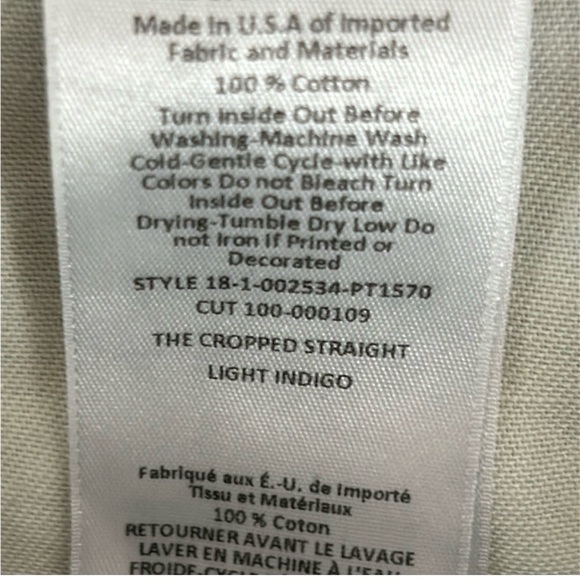 Made in U.S.A of Imported
Fabric and Materials
100 % Cotton
Turn Inside Out Before
Washing-Machine Wash
Cold-Gentle Cycle-with Like
Colors Do not Bleach Turn
Inside Out Before
Drying-Tumble Dry Low Do
not Iron if Printed or
Decorated
STYLE 18-1-002534-PT1570
CUT 100-000109
THE CROPPED STRAIGHT
LIGHT INDIGO
Fabriqué aux É.-U. de Importé
Tissu et Matériaux
100 % Coton
RETOURNER AVANT LE LAVAGE
LAVER EN MACHINE À L'EAU